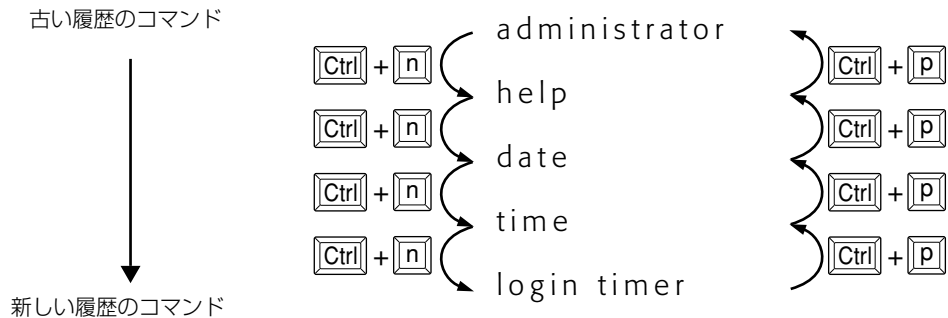 古い履歴のコマンド
administrator
Ctrl + n
Ctrl + p
help
Ctrl + n
Ctrl + p
date
Ctrl + n
Ctrl + p
time
Ctrl + n
Ctrl + p
login timer
新しい履歴のコマンド